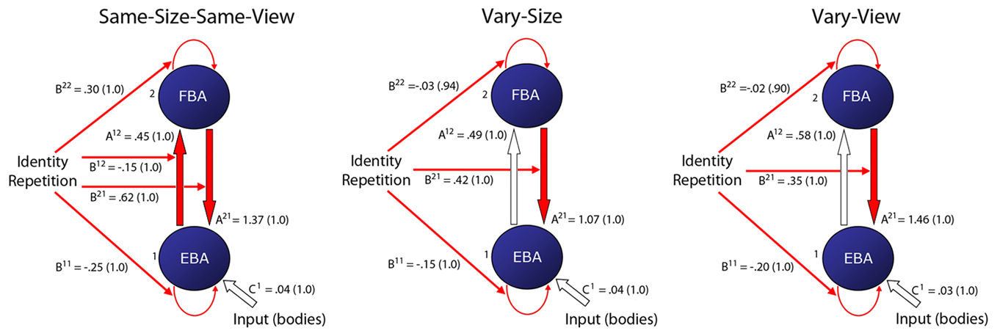 Same-Size-Same-View
B22 = .30 (1.0)
2
FBA
A12 = .45 (1.0)
Identity
Repetition
B12 = -.15 (1.0)
B21 = .62 (1.0)
A21 = 1.37 (1.0)
1
EBA
B11 = -.25 (1.0)
C1 = .04 (1.0)
Input (bodies)
Vary-Size
B22 =-.03 (.94)
2
FBA
A12 = .49 (1.0)
Identity
Repetition
B21 = .42 (1.0)
A21 = 1.07 (1.0)
1
EBA
B11 = -.15 (1.0)
C1 = .04 (1.0)
Input (bodies)
Vary-View
B22 =-.02 (.90)
2
FBA
A12 = .58 (1.0)
Identity
Repetition
B21 = .35 (1.0)
A21 = 1.46 (1.0)
1
EBA
B11 = -.20 (1.0)
C1 = .03 (1.0)
Input (bodies)